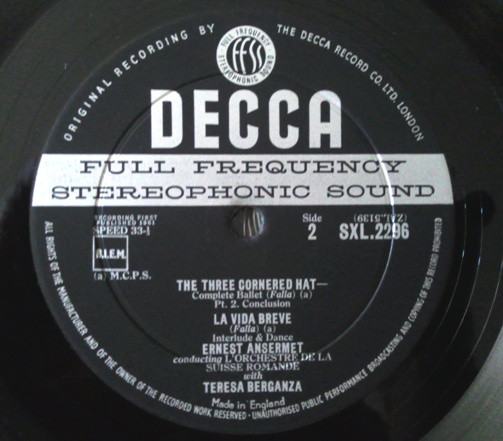 ORIGINAL RECORDING BY THE DECCA RECORD CO. LTD. LONDON
FULL FREQUENCY
ffss
STEREOPHONIC SOUND
DECCA
FULL FREQUENCY
STEREOPHONIC SOUND
RECORDING FIRST
PUBLISHED 1961
SPEED 33-⅓
B.I.E.M.
(a) M.C.P.S.
Side
2
SXL.2296
THE THREE CORNERED HAT—
Complete Ballet (Falla) (a)
Pt. 2. Conclusion
LA VIDA BREVE
(Falla) (a)
Interlude & Dance
ERNEST ANSERMET
conducting L'ORCHESTRE DE LA
SUISSE ROMANDE
with
TERESA BERGANZA
Made in England
ALL RIGHTS OF THE MANUFACTURER AND OF THE OWNER OF THE RECORDED WORK RESERVED - UNAUTHORISED PUBLIC PERFORMANCE BROADCASTING AND COPYING OF THIS RECORD PROHIBITED